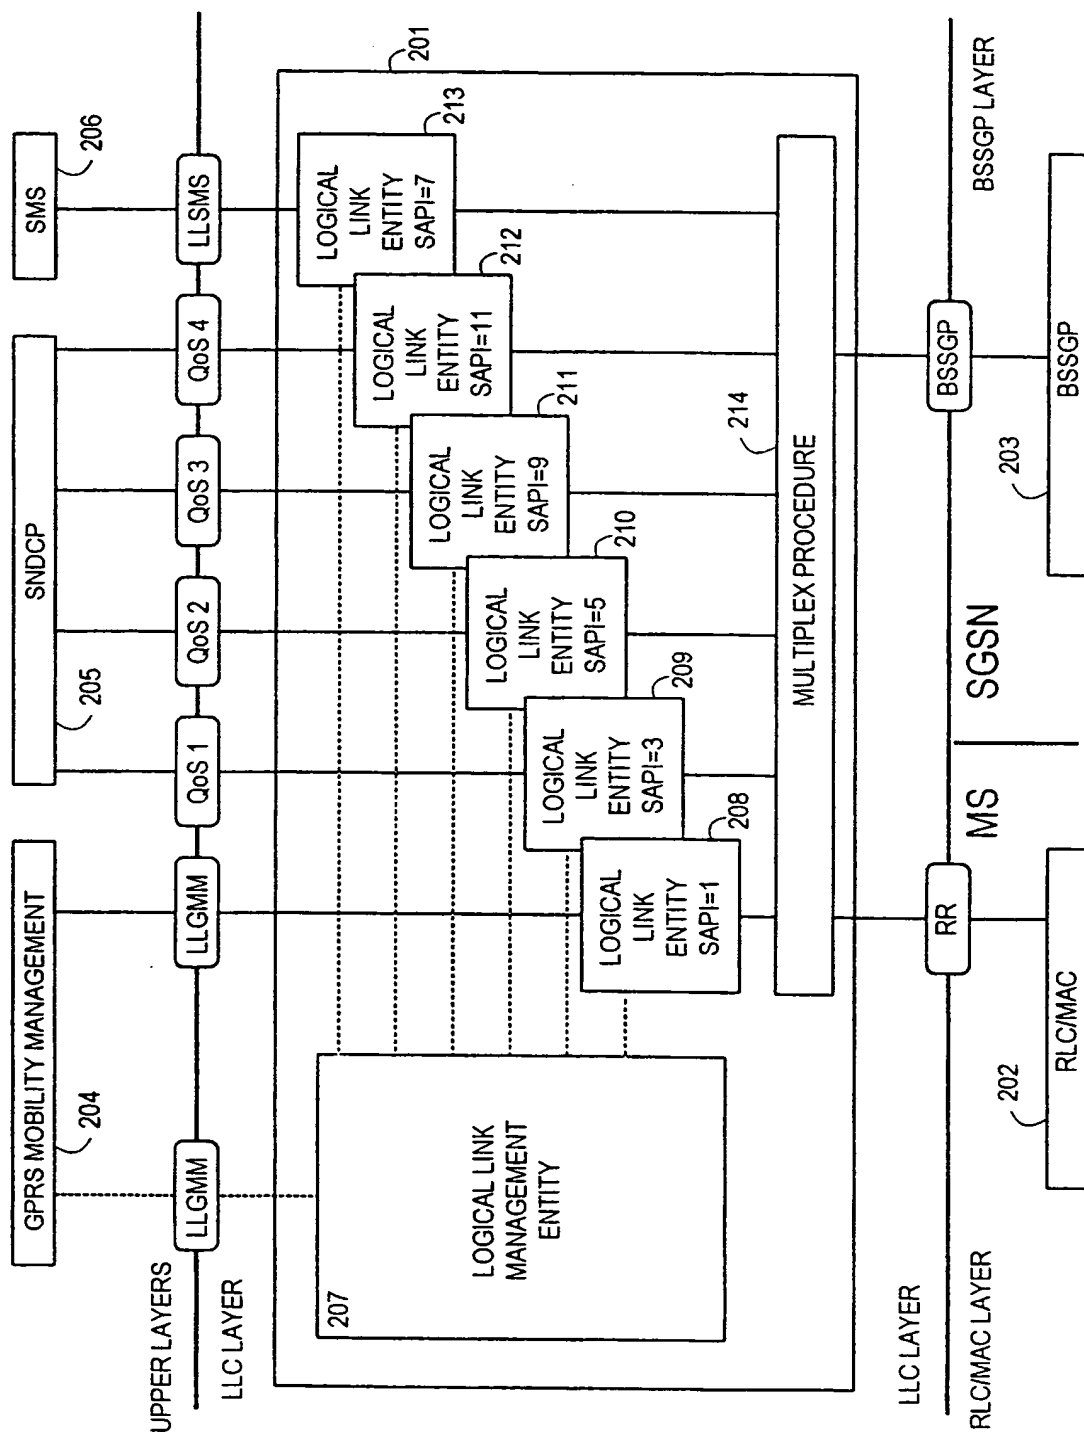 GPRS MOBILITY MANAGEMENT
204
SNDCP
205
SMS
206
UPPER LAYERS
LLC LAYER
LLGMM
LLGMM
QoS 1
QoS 2
QoS 3
QoS 4
LLSMS
201
207
LOGICAL LINK
MANAGEMENT
ENTITY
LOGICAL
LINK
ENTITY
SAPI=1
208
LOGICAL
LINK
ENTITY
SAPI=3
209
LOGICAL
LINK
ENTITY
SAPI=5
210
LOGICAL
LINK
ENTITY
SAPI=9
211
LOGICAL
LINK
ENTITY
SAPI=11
212
LOGICAL
LINK
ENTITY
SAPI=7
213
MULTIPLEX PROCEDURE
214
LLC LAYER
RLC/MAC LAYER
RR
MS
SGSN
BSSGP
BSSGP LAYER
202
RLC/MAC
203
BSSGP